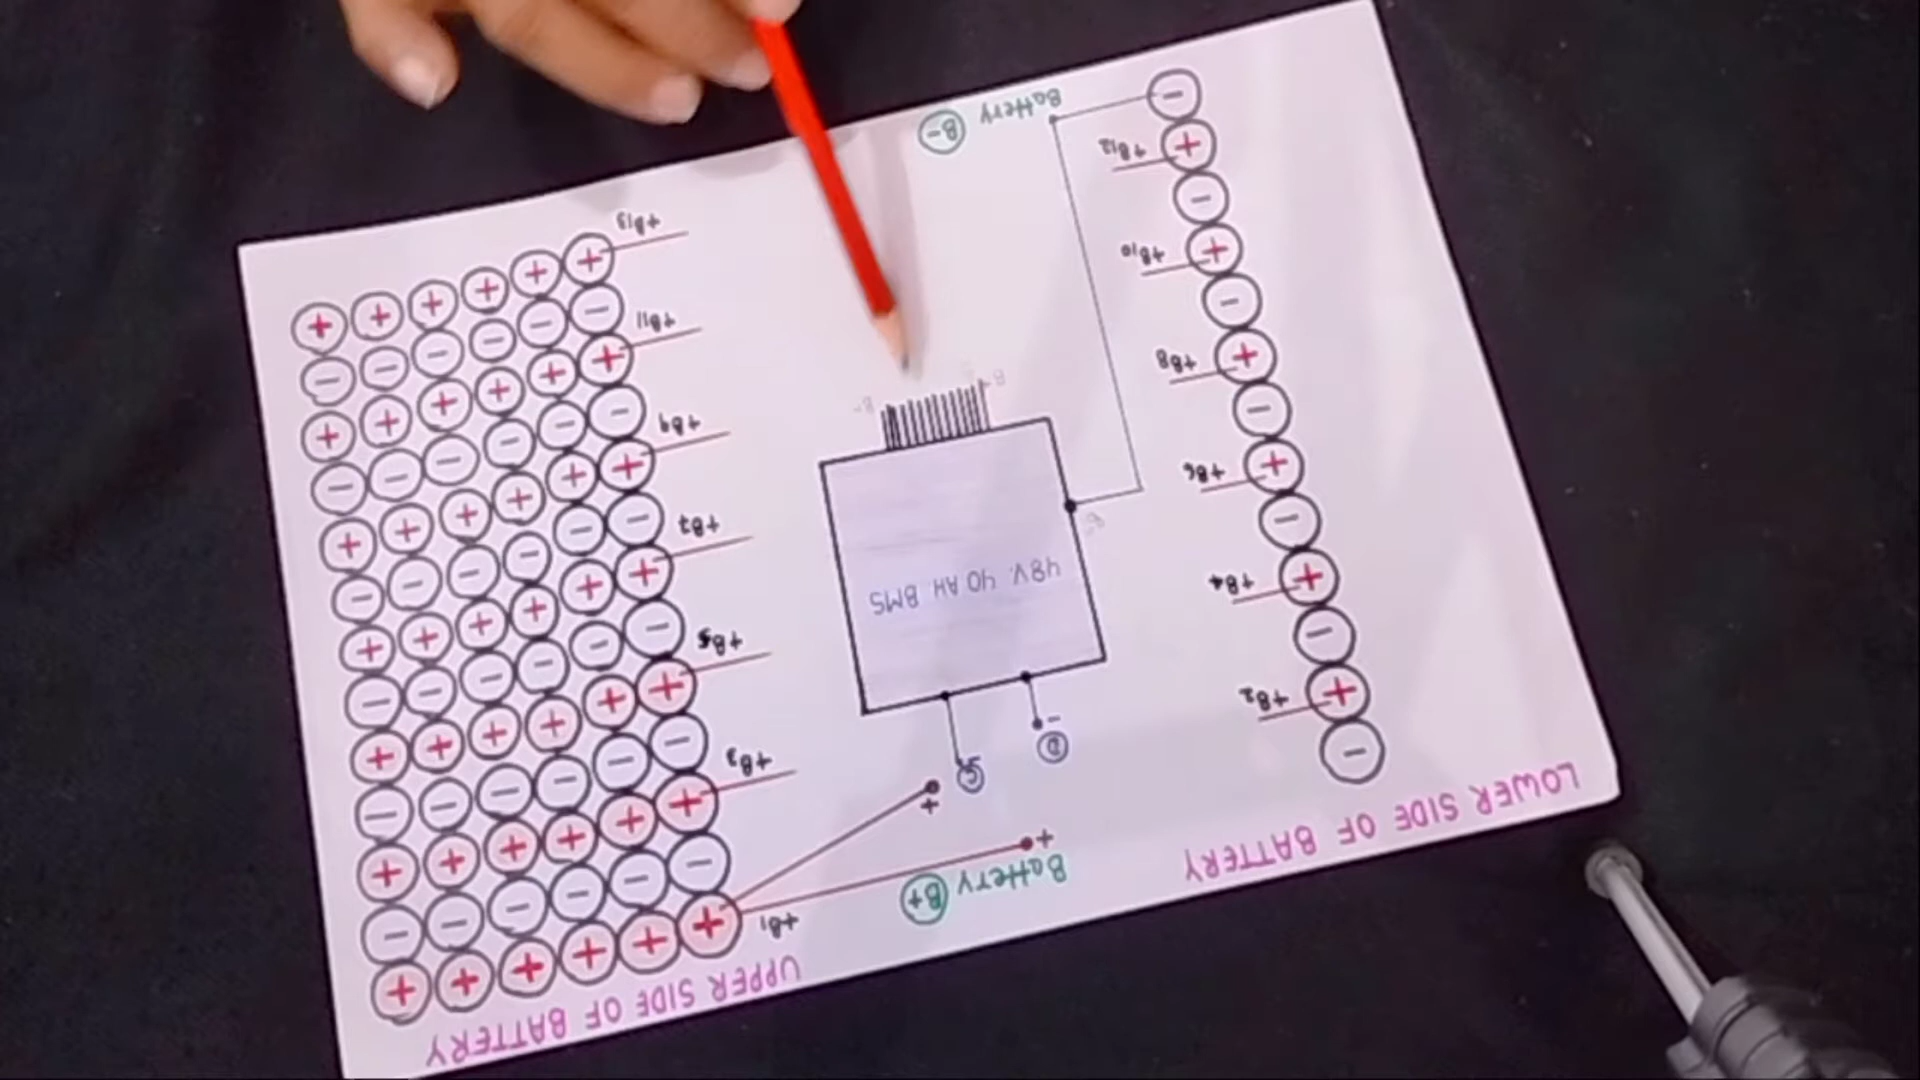 LOWER SIDE OF BATTERY
+B2
+B4
+B6
+B8
+B10
+B12
Battery B+
+
+
C-
D-
48V 40 AH BMS
B-
B+
B-
Battery B-
UPPER SIDE OF BATTERY
+B1
+B3
+B5
+B7
+B9
+B11
+B13